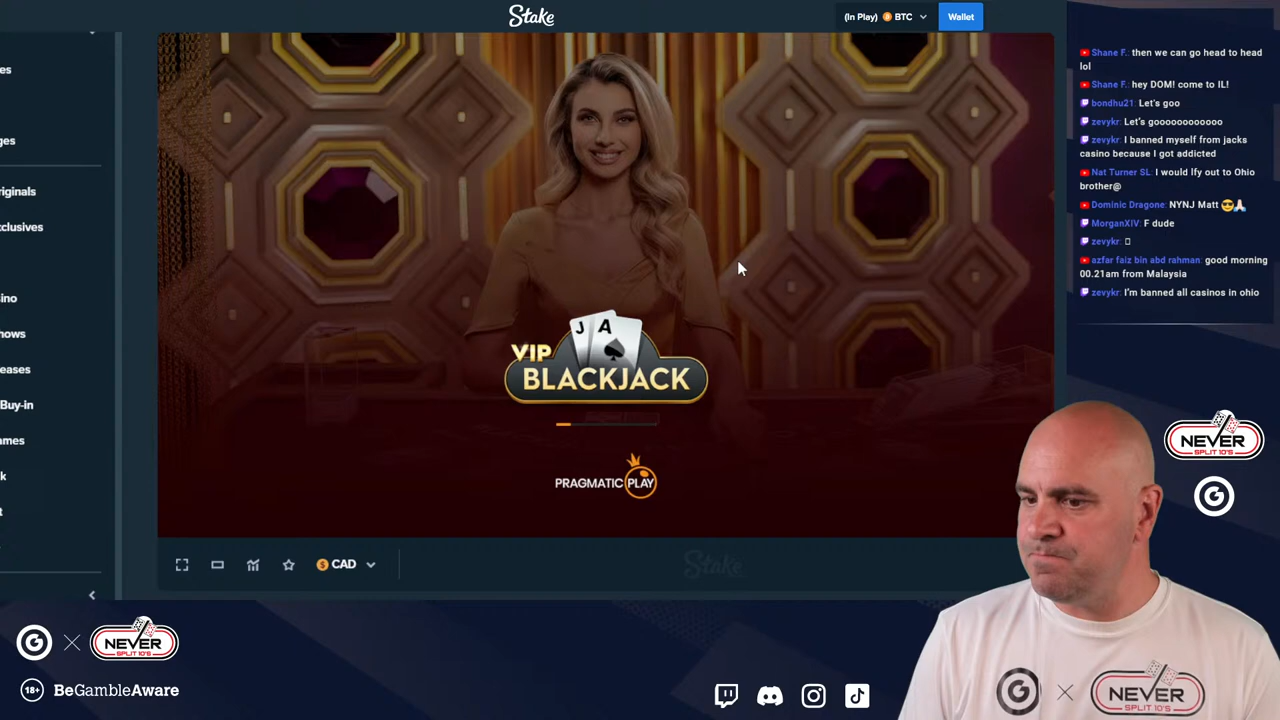 Stake
(In Play) BTC
Wallet
es
ges
riginals
clusives
ino
hows
eases
Buy-in
ames
k
t
J A
VIP
BLACKJACK
PRAGMATIC PLAY
CAD
Stake
Shane F.: then we can go head to head
lol
Shane F.: hey DOM! come to IL!
bondhu21: Let's goo
zevykr: Let's gooooooooooo
zevykr: I banned myself from jacks
casino because I got addicted
Nat Turner SL: I would lfy out to Ohio
brother@
Dominic Dragone: NYNJ Matt 😎🙏🏻
MorganXIV: F dude
zevykr: □
azfar faiz bin abd rahman: good morning
00.21am from Malaysia
zevykr: I'm banned all casinos in ohio
NEVER
SPLIT 10'S
G
G
NEVER
SPLIT 10'S
18+ BeGambleAware
G
NEVER
SPLIT 10'S